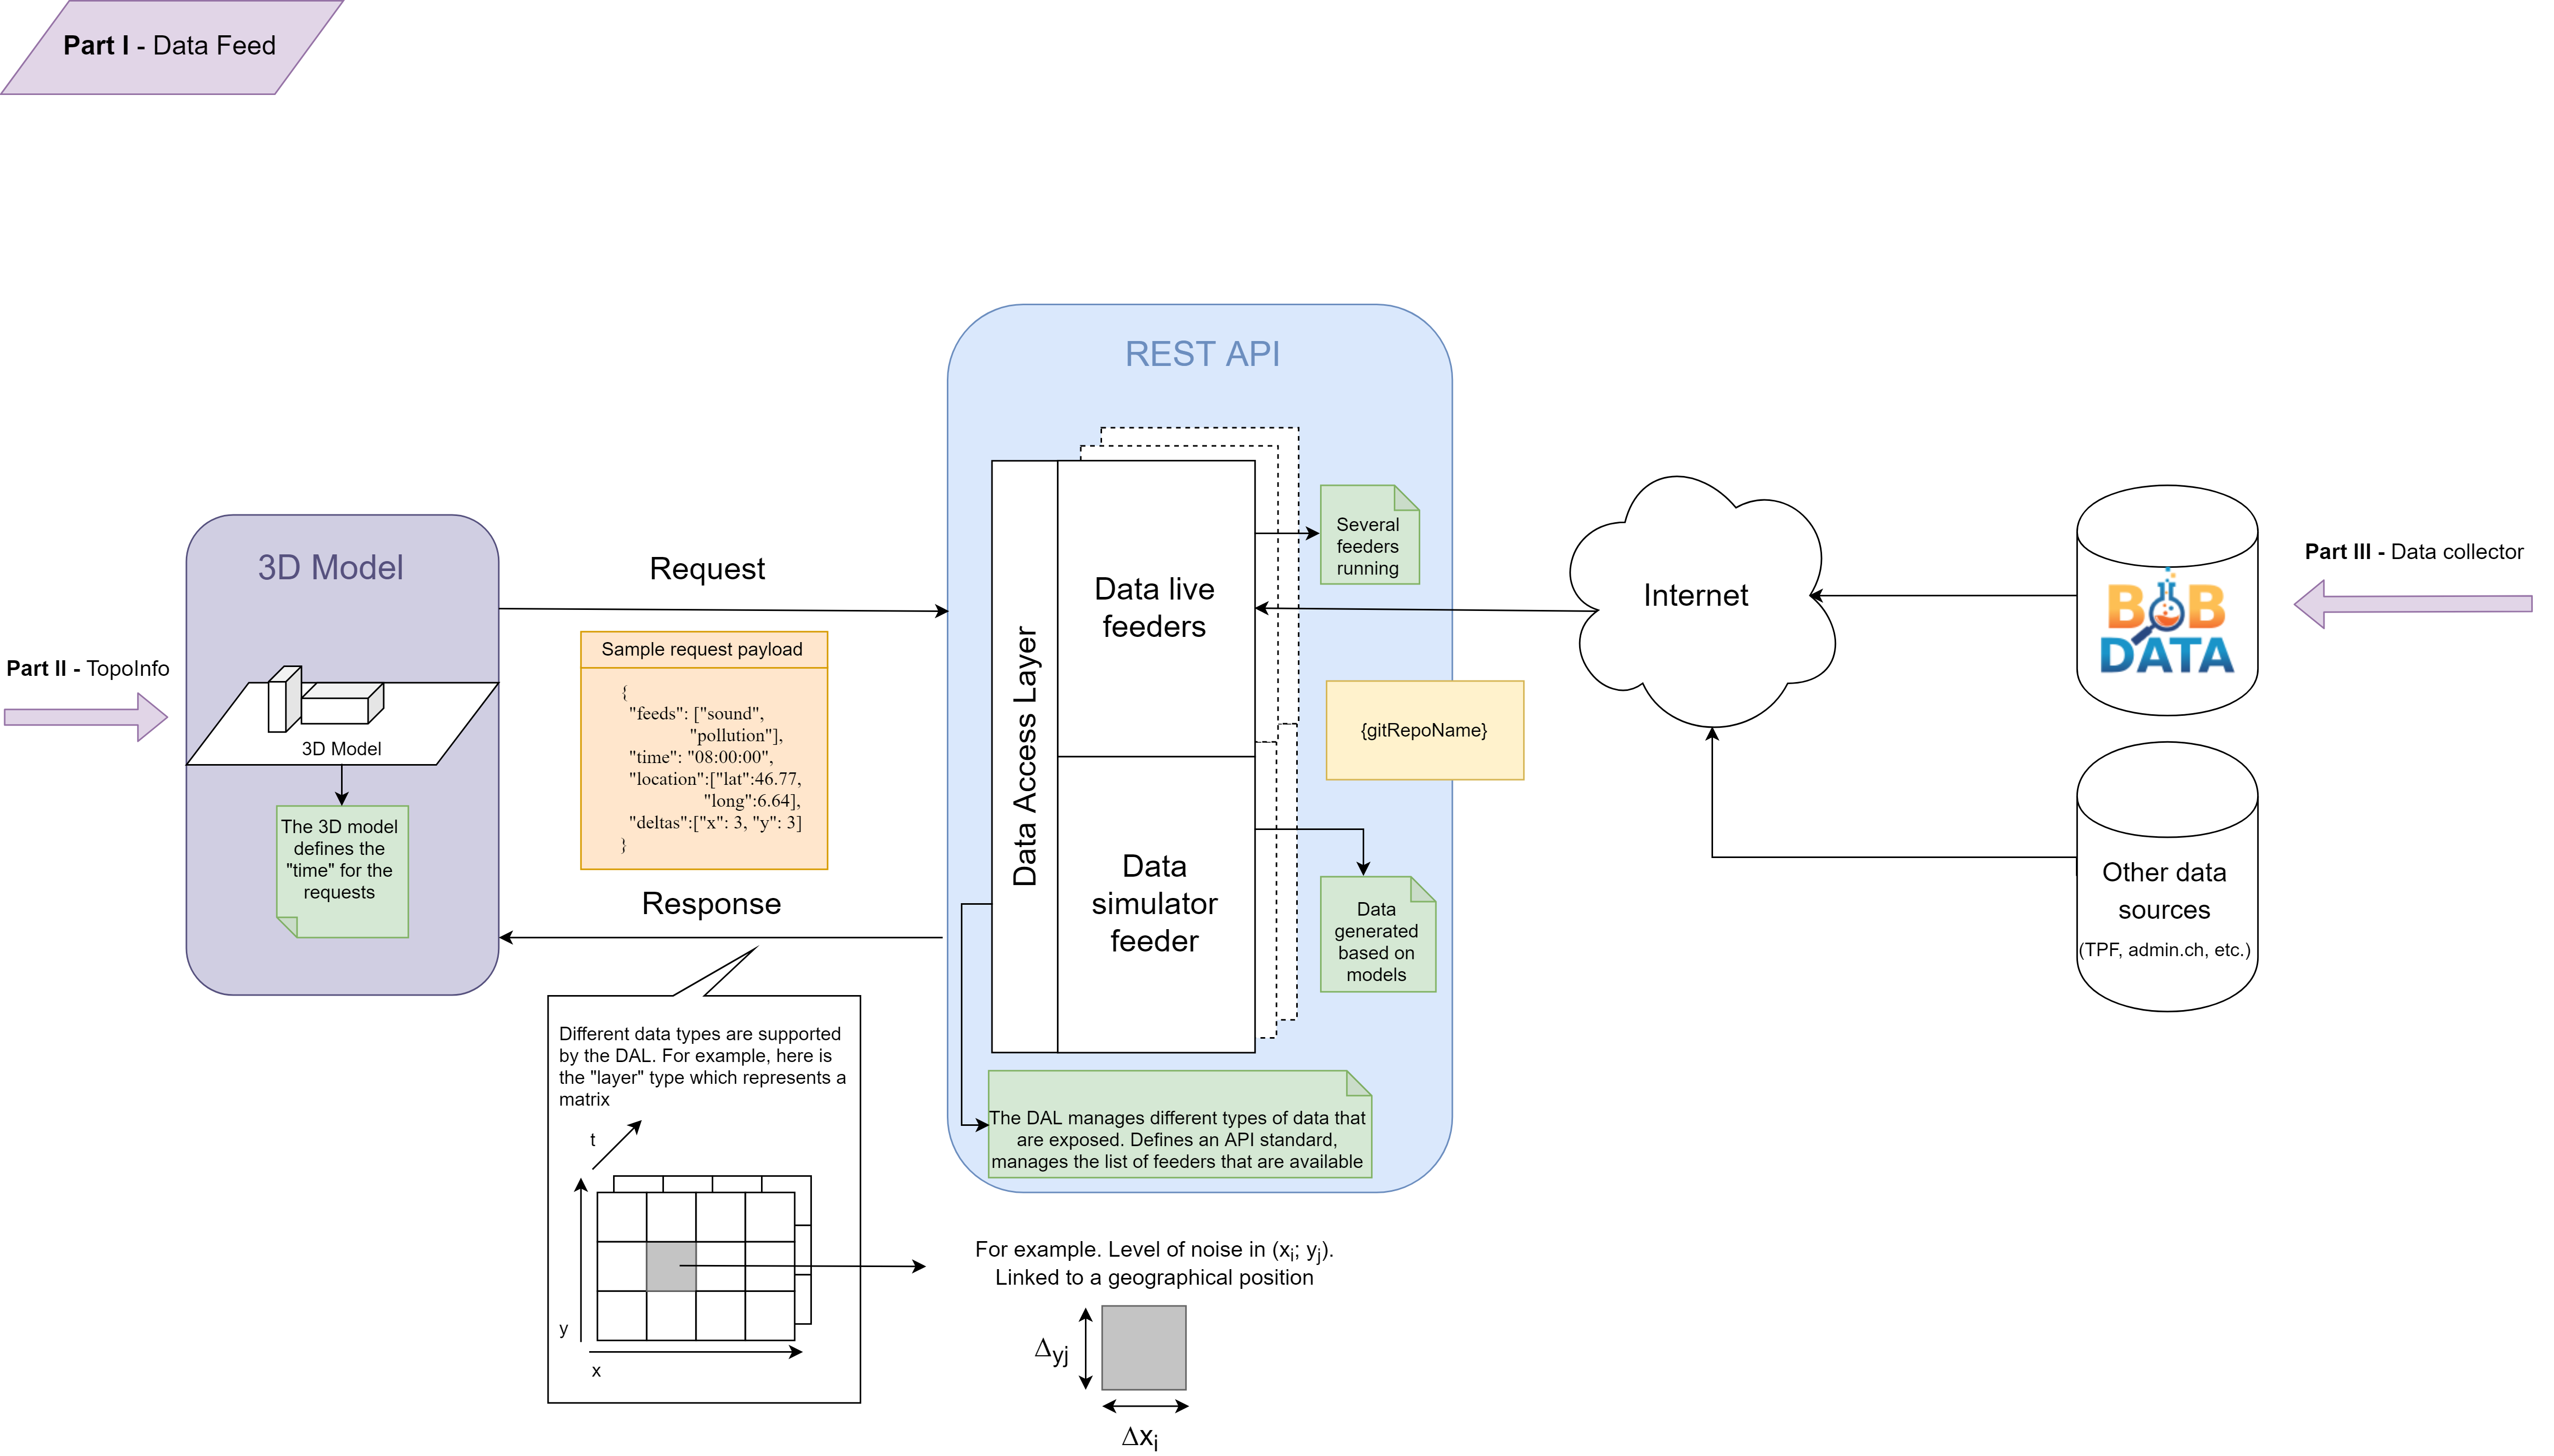 Part I - Data Feed
REST API
3D Model
Part II - TopoInfo
3D Model
The 3D model
defines the
"time" for the
requests
Request
Sample request payload
{
"feeds": ["sound",
"pollution"],
"time": "08:00:00",
"location":["lat":46.77,
"long":6.64],
"deltas":["x": 3, "y": 3]
}
Response
Different data types are supported
by the DAL. For example, here is
the "layer" type which represents a
matrix
t
y
x
Data Access Layer
Data live
feeders
Data
simulator
feeder
Several
feeders
running
{gitRepoName}
Data
generated
based on
models
The DAL manages different types of data that
are exposed. Defines an API standard,
manages the list of feeders that are available
For example. Level of noise in (xi; yj).
Linked to a geographical position
Δyj
Δxi
Internet
BOB
DATA
Part III - Data collector
Other data
sources
(TPF, admin.ch, etc.)